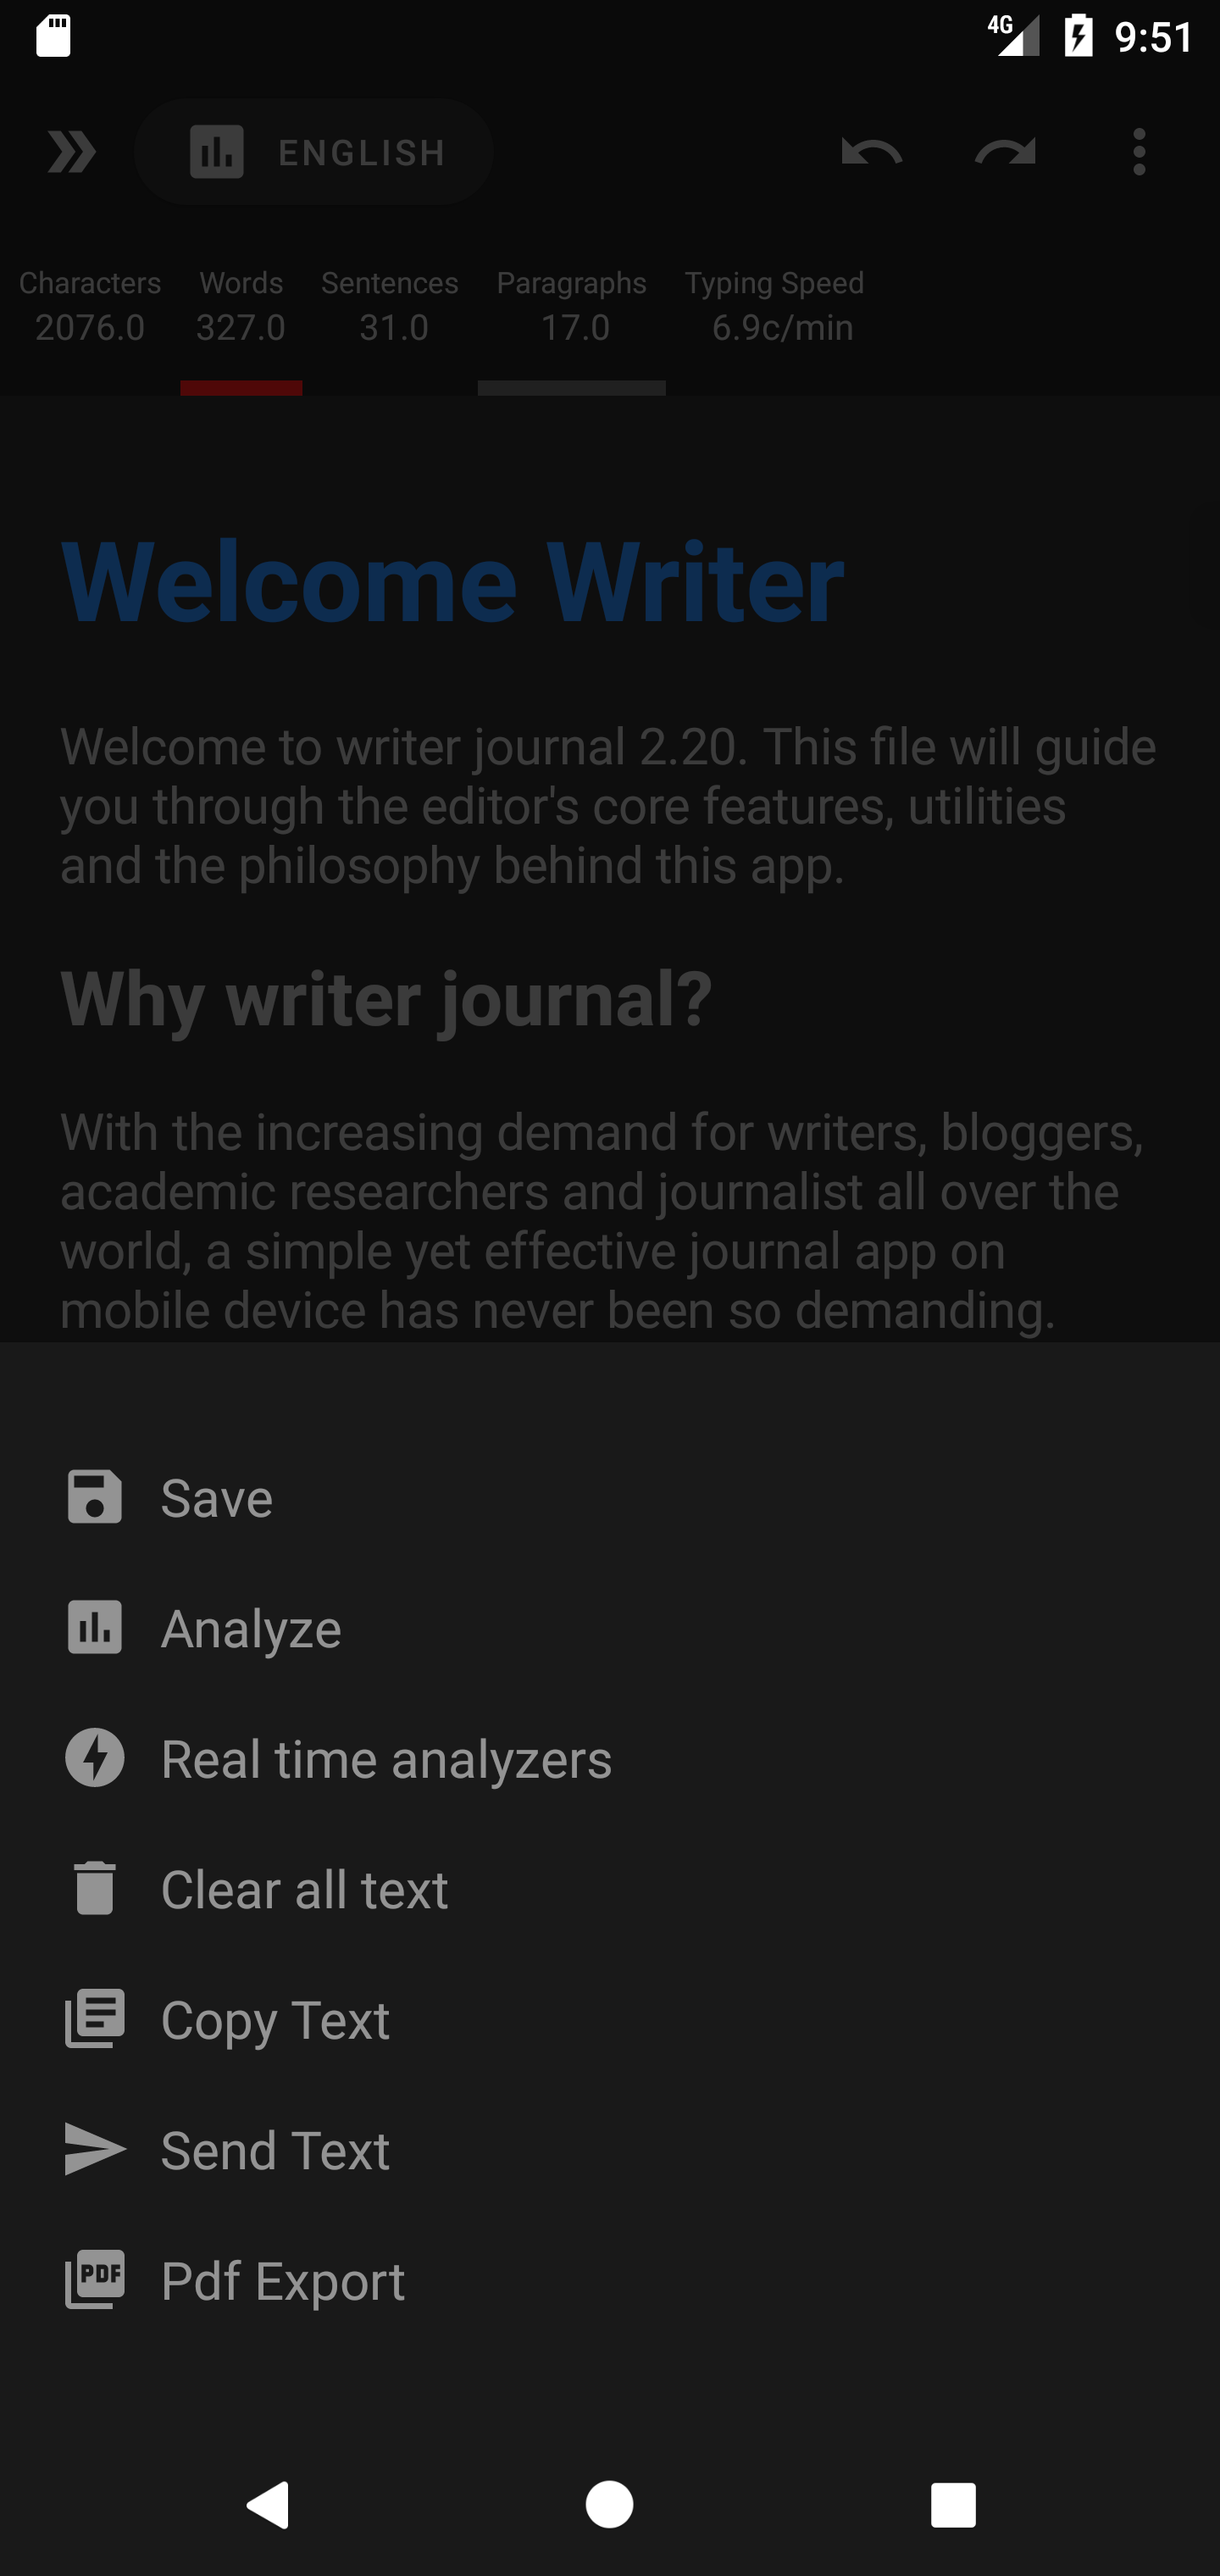 4G 9:51
ENGLISH
Characters Words Sentences Paragraphs Typing Speed
2076.0 327.0 31.0 17.0 6.9c/min
Welcome Writer
Welcome to writer journal 2.20. This file will guide
you through the editor's core features, utilities
and the philosophy behind this app.
Why writer journal?
With the increasing demand for writers, bloggers,
academic researchers and journalist all over the
world, a simple yet effective journal app on
mobile device has never been so demanding.
Save
Analyze
Real time analyzers
Clear all text
Copy Text
Send Text
PDF Pdf Export